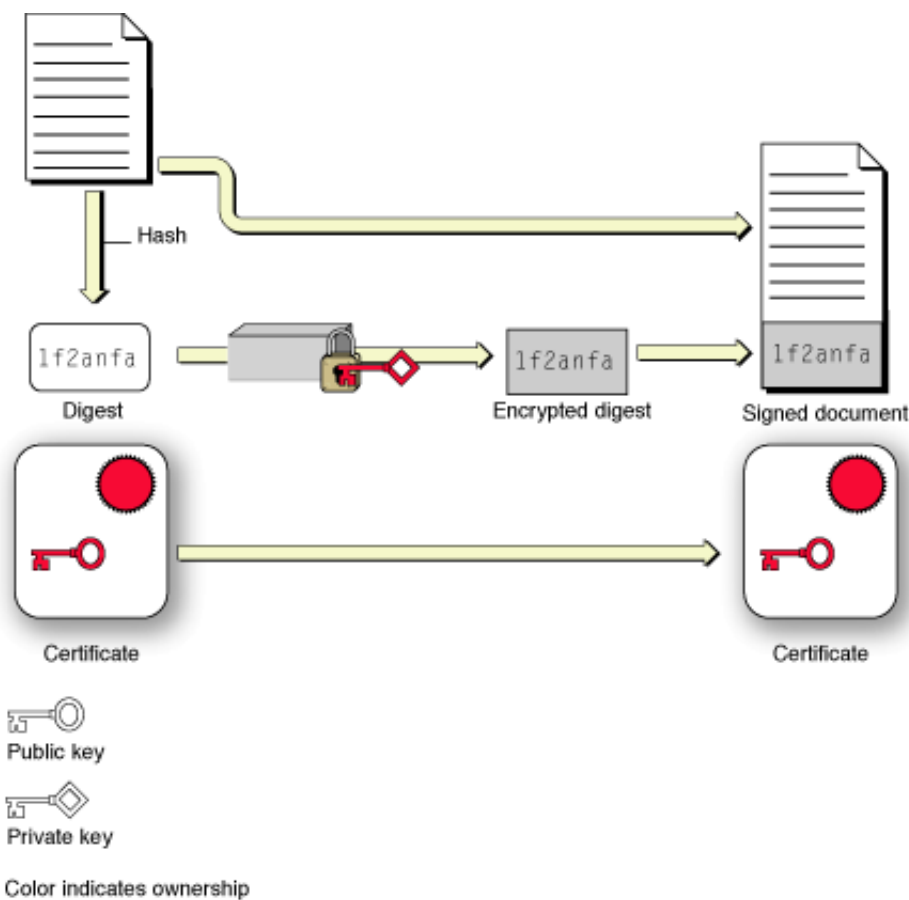 Hash
1f2anfa
1f2anfa
1f2anfa
Digest
Encrypted digest
Signed document
Certificate
Certificate
Public key
Private key
Color indicates ownership